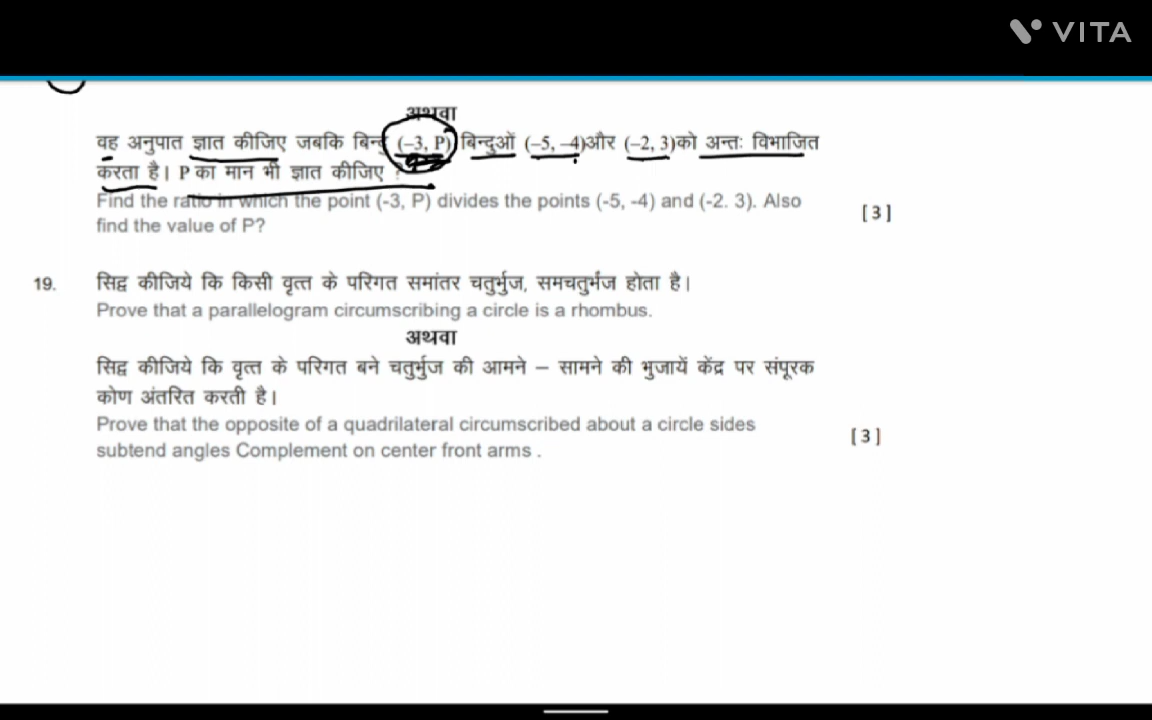 VITA
अथवा
वह अनुपात ज्ञात कीजिए जबकि बिन्दु (–3, P) बिन्दुओं (–5, –4)और (–2, 3)को अन्तः विभाजित
करता है। P का मान भी ज्ञात कीजिए ?
Find the ratio in which the point (-3, P) divides the points (-5, -4) and (-2. 3). Also
[3]
find the value of P?
19. सिद्व कीजिये कि किसी वृत्त के परिगत समांतर चतुर्भुज, समचतुर्भज होता है।
Prove that a parallelogram circumscribing a circle is a rhombus.
अथवा
सिद्व कीजिये कि वृत्त के परिगत बने चतुर्भुज की आमने – सामने की भुजायें केंद्र पर संपूरक
कोण अंतरित करती है।
Prove that the opposite of a quadrilateral circumscribed about a circle sides
[3]
subtend angles Complement on center front arms .